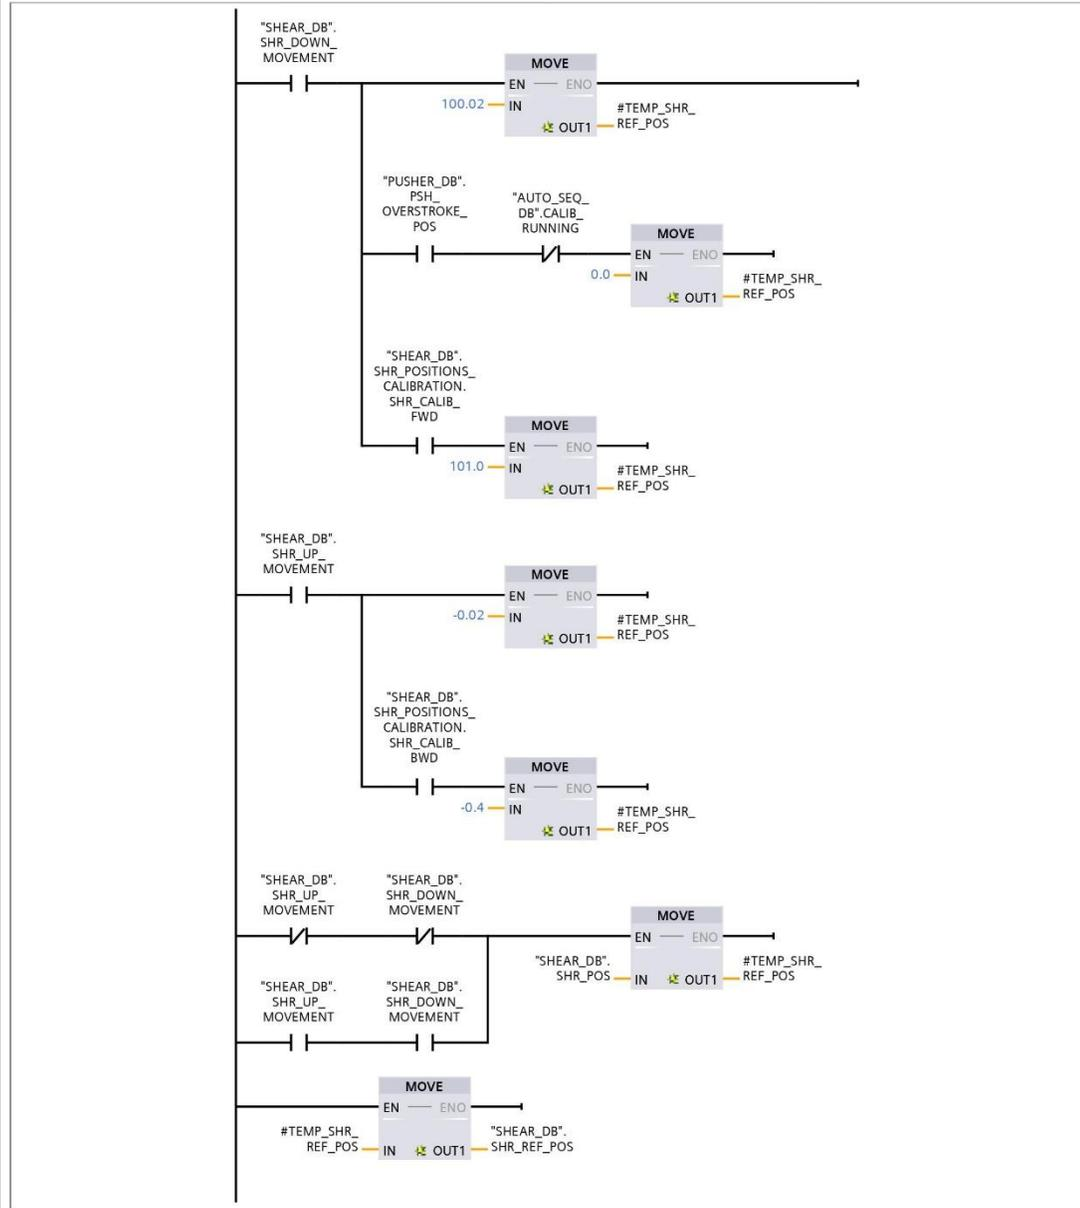 "SHEAR_DB".
SHR_DOWN_
MOVEMENT
MOVE
EN ENO
100.02 IN
OUT1
#TEMP_SHR_
REF_POS
"PUSHER_DB".
PSH_
OVERSTROKE_
POS
"AUTO_SEQ_
DB".CALIB_
RUNNING
MOVE
EN ENO
0.0 IN
OUT1
#TEMP_SHR_
REF_POS
"SHEAR_DB".
SHR_POSITIONS_
CALIBRATION.
SHR_CALIB_
FWD
MOVE
EN ENO
101.0 IN
OUT1
#TEMP_SHR_
REF_POS
"SHEAR_DB".
SHR_UP_
MOVEMENT
MOVE
EN ENO
-0.02 IN
OUT1
#TEMP_SHR_
REF_POS
"SHEAR_DB".
SHR_POSITIONS_
CALIBRATION.
SHR_CALIB_
BWD
MOVE
EN ENO
-0.4 IN
OUT1
#TEMP_SHR_
REF_POS
"SHEAR_DB".
SHR_UP_
MOVEMENT
"SHEAR_DB".
SHR_DOWN_
MOVEMENT
MOVE
EN ENO
"SHEAR_DB".
SHR_POS
IN OUT1
#TEMP_SHR_
REF_POS
"SHEAR_DB".
SHR_UP_
MOVEMENT
"SHEAR_DB".
SHR_DOWN_
MOVEMENT
MOVE
EN ENO
#TEMP_SHR_
REF_POS
IN OUT1
"SHEAR_DB".
SHR_REF_POS